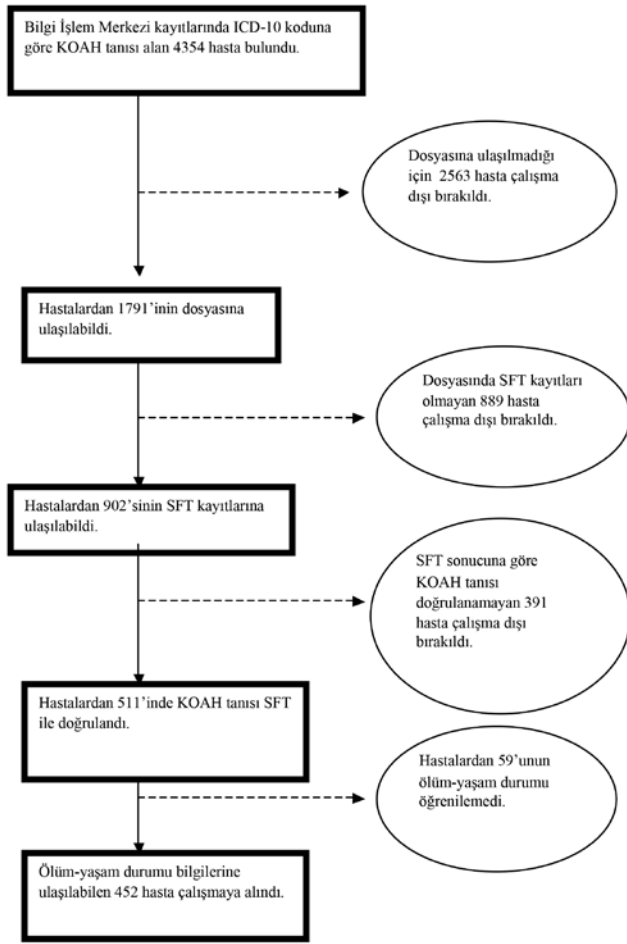 Bilgi İşlem Merkezi kayıtlarında ICD-10 koduna
göre KOAH tanısı alan 4354 hasta bulundu.
Dosyasına ulaşılmadığı
için 2563 hasta çalışma
dışı bırakıldı.
Hastalardan 1791'inin dosyasına
ulaşılabildi.
Dosyasında SFT kayıtları
olmayan 889 hasta
çalışma dışı bırakıldı.
Hastalardan 902'sinin SFT kayıtlarına
ulaşılabildi.
SFT sonucuna göre
KOAH tanısı
doğrulanamayan 391
hasta çalışma dışı
bırakıldı.
Hastalardan 511'inde KOAH tanısı SFT
ile doğrulandı.
Hastalardan 59'unun
ölüm-yaşam durumu
öğrenilemedi.
Ölüm-yaşam durumu bilgilerine
ulaşılabilen 452 hasta çalışmaya alındı.